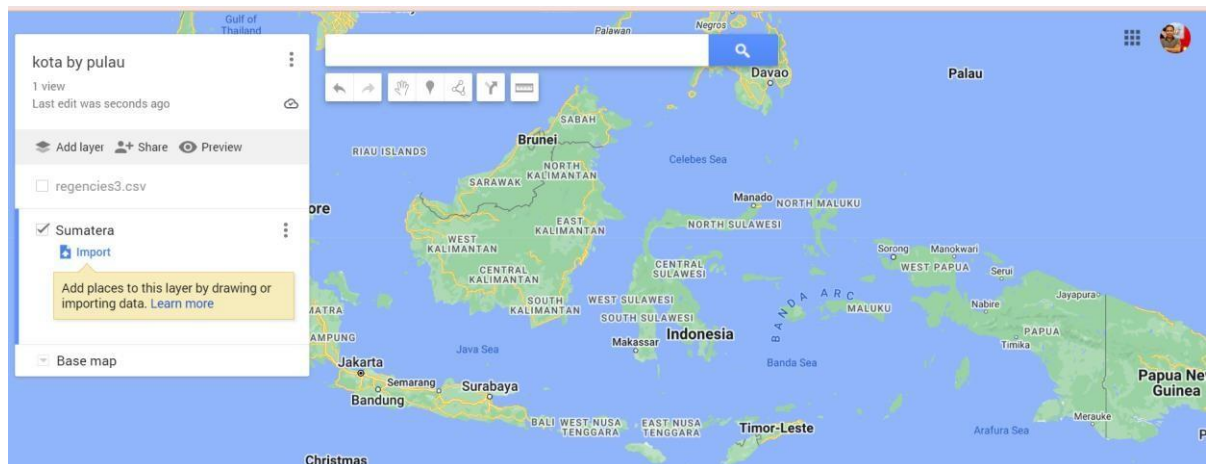 kota by pulau
1 view
Last edit was seconds ago
Add layer Share Preview
regencies3.csv
Sumatera
Import
Add places to this layer by drawing or
importing data. Learn more
Base map
Gulf of
Thailand
Palawan
Negros
Davao
Palau
SABAH
Brunei
RIAU ISLANDS
NORTH
KALIMANTAN
SARAWAK
Celebes Sea
Manado
NORTH MALUKU
ore
EAST
KALIMANTAN
NORTH SULAWESI
WEST
KALIMANTAN
CENTRAL
KALIMANTAN
CENTRAL
SULAWESI
Sorong
Manokwari
WEST PAPUA
Serui
SOUTH
KALIMANTAN
WEST SULAWESI
SOUTH SULAWESI
BANDA ARC
MALUKU
Nabire
Jayapura
MATRA
AMPUNG
Java Sea
Makassar
Indonesia
Banda Sea
PAPUA
Timika
Jakarta
Semarang
Surabaya
Bandung
Papua Ne
Guinea
BALI
WEST NUSA
TENGGARA
EAST NUSA
TENGGARA
Timor-Leste
Arafura Sea
Merauke
P
Christmas